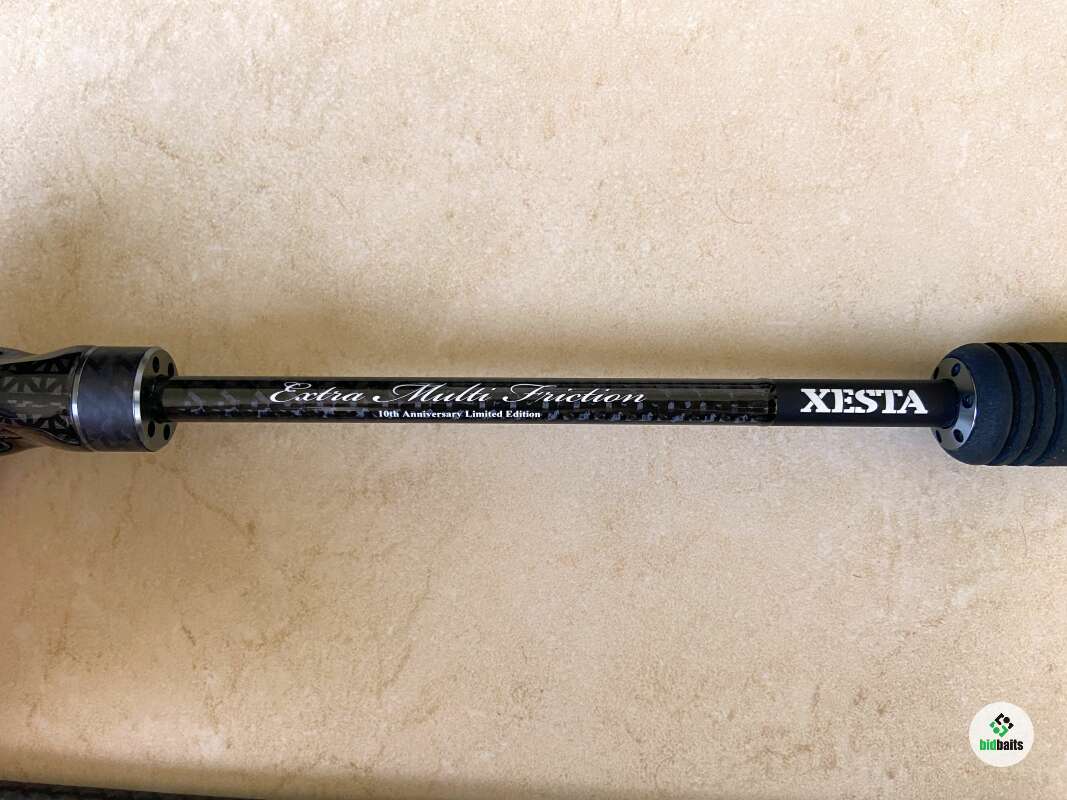 Extra Multi Friction
10th Anniversary Limited Edition
XESTA
bidbaits